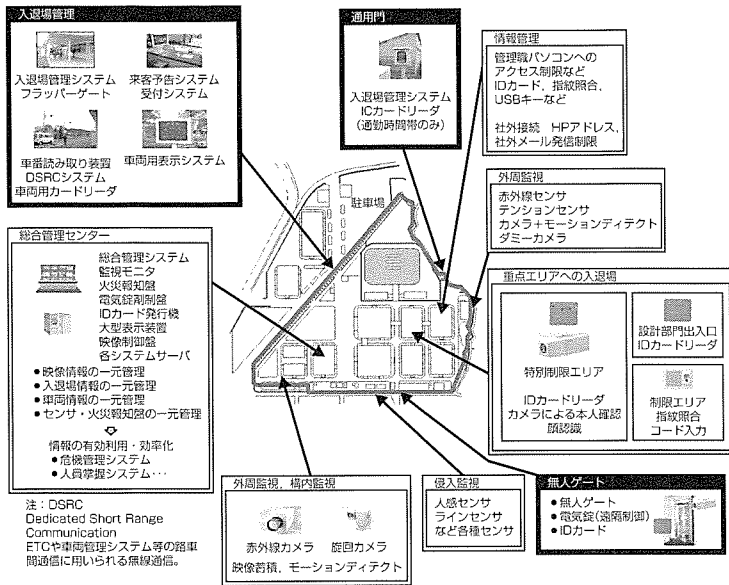 入退場管理
入退場管理システム
フラッパーゲート
来客予告システム
受付システム
車番読み取り装置
DSRCシステム
車両用カードリーダ
車両用表示システム
通用門
入退場管理システム
ICカードリーダ
(通勤時間帯のみ)
情報管理
管理職パソコンへの
アクセス制限など
IDカード，指紋照合，
USBキーなど
社外接続　HPアドレス，
社外メール発信制限
駐車場
外周監視
赤外線センサ
テンションセンサ
カメラ+モーションディテクト
ダミーカメラ
総合管理センター
総合管理システム
監視モニタ
火災報知盤
電気錠剤制盤
IDカード発行機
大型表示装置
映像制御盤
各システムサーバ
●映像情報の一元管理
●入退場情報の一元管理
●車両情報の一元管理
●センサ・火災報知盤の一元管理
情報の有効利用・効率化
●危機管理システム
●人員掌握システム･･･
重点エリアへの入退場
特別制限エリア
IDカードリーダ
カメラによる本人確認
顔認識
設計部門出入口
IDカードリーダ
制限エリア
指紋照合
コード入力
注：DSRC
Dedicated Short Range
Communication
ETCや車両管理システム等の路車
間通信に用いられる無線通信。
外周監視，構内監視
赤外線カメラ
旋回カメラ
映像蓄積，モーションディテクト
侵入監視
人感センサ
ラインセンサ
など各種センサ
無人ゲート
●無人ゲート
●電気錠(遠隔制御)
●IDカード